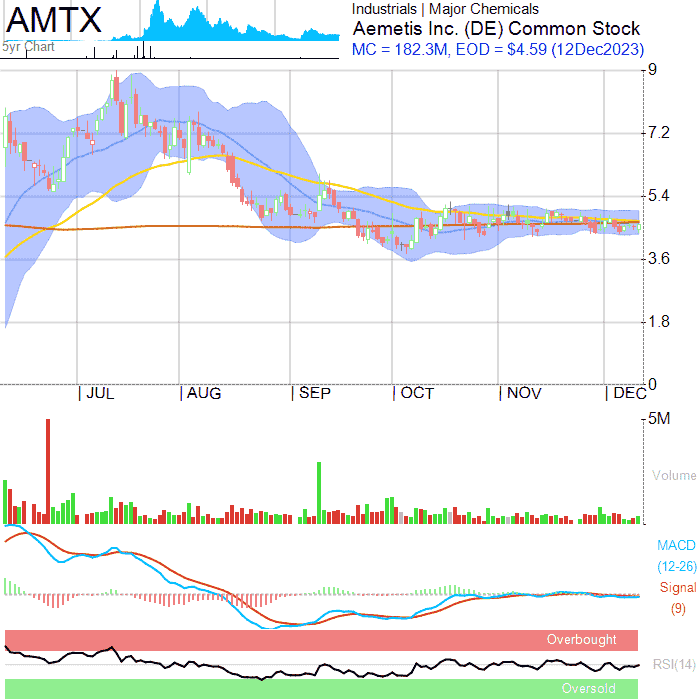 AMTX
5yr Chart
Industrials | Major Chemicals
Aemetis Inc. (DE) Common Stock
MC = 182.3M, EOD = $4.59 (12Dec2023)
9
7.2
5.4
3.6
1.8
0
| JUL | AUG | SEP | OCT | NOV | DEC
5M
Volume
MACD
(12-26)
Signal
(9)
Overbought
RSI(14)
Oversold